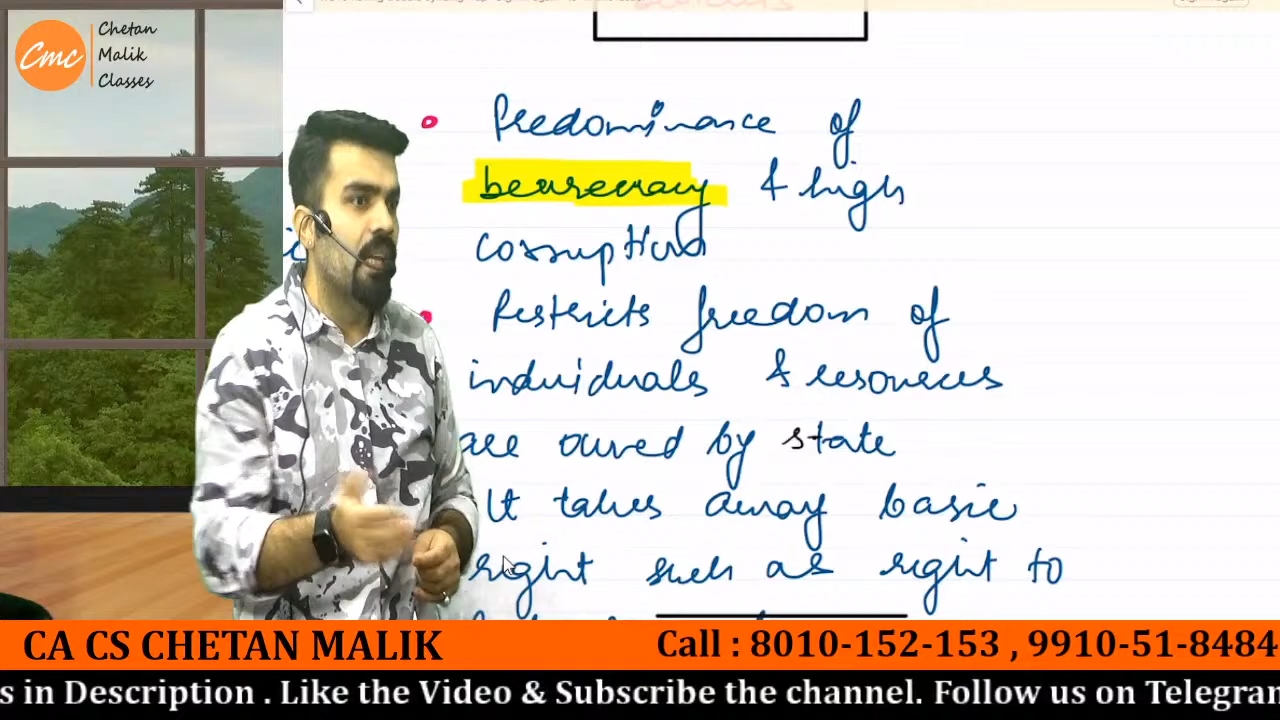 Chetan
Cmc
Malik
Classes
Predominance of
beurecracy & high
corruption
Restricts freedom of
individuals & resources
are owned by state
It takes away basic
right such as right to
CA CS CHETAN MALIK
Call : 8010-152-153 , 9910-51-8484
s in Description . Like the Video & Subscribe the channel. Follow us on Telegram